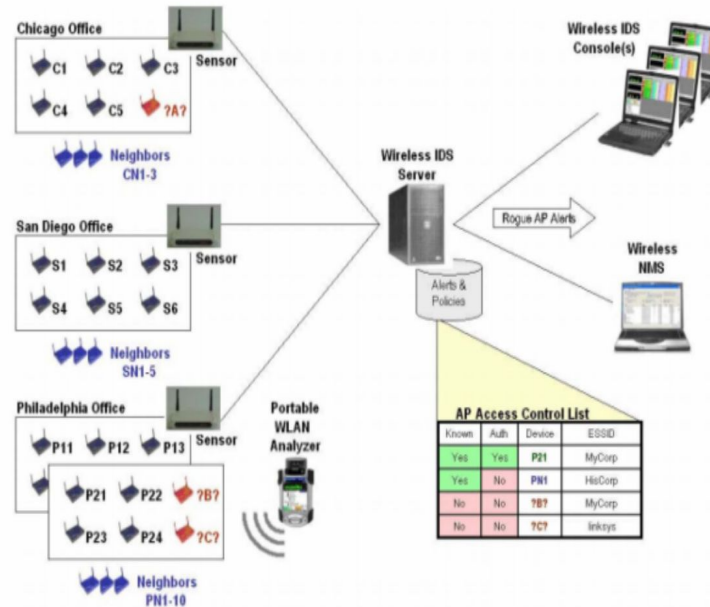 Chicago Office
C1 C2 C3
C4 C5 ?A?
Sensor
Neighbors
CN1-3
San Diego Office
S1 S2 S3
S4 S5 S6
Sensor
Neighbors
SN1-5
Philadelphia Office
P11 P12 P13
Sensor
P21 P22 ?B?
P23 P24 ?C?
Neighbors
PN1-10
Portable
WLAN
Analyzer
Wireless IDS
Server
Alerts &
Policies
Wireless IDS
Console(s)
Rogue AP Alerts
Wireless
NMS
AP Access Control List
Known Auth Device ESSID
Yes Yes P21 MyCorp
Yes No PN1 HisCorp
No No ?B? MyCorp
No No ?C? linksys